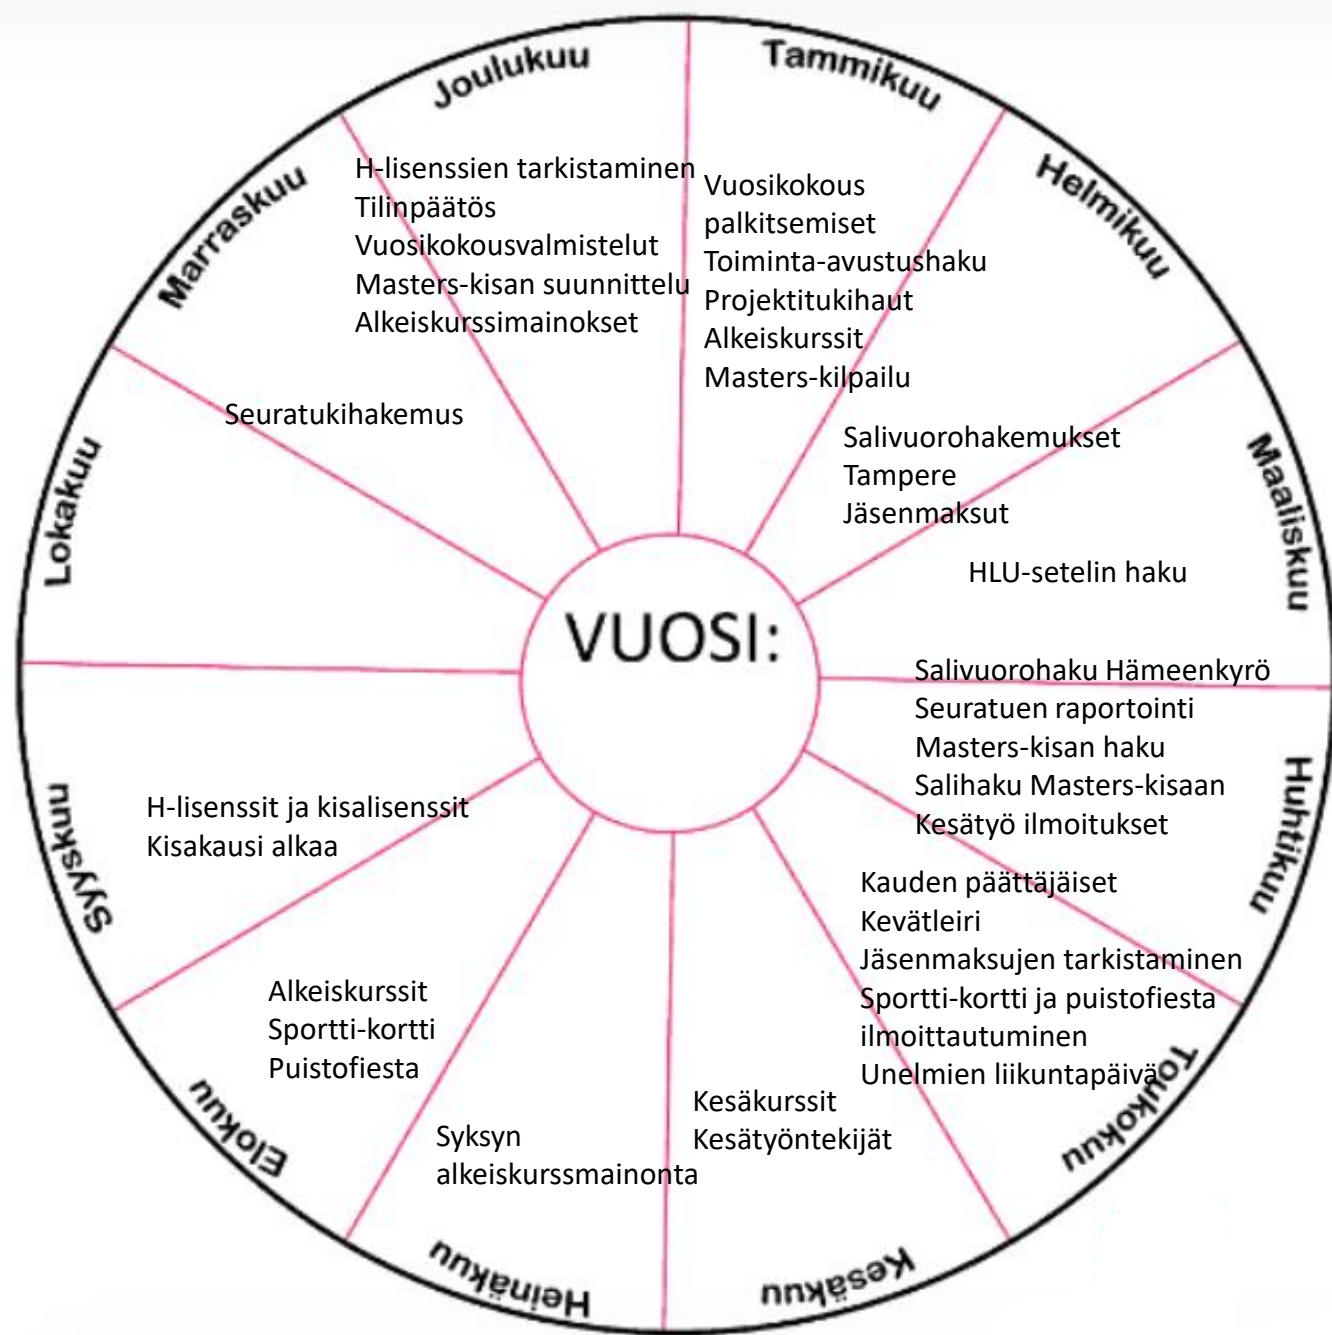 Tammikuu
Vuosikokous
palkitsemiset
Toiminta-avustushaku
Projektitukihaut
Alkeiskurssit
Masters-kilpailu
Helmikuu
Salivuorohakemukset
Tampere
Jäsenmaksut
Maaliskuu
HLU-setelin haku
Huhtikuu
Salivuorohaku Hämeenkyrö
Seuratuen raportointi
Masters-kisan haku
Salihaku Masters-kisaan
Kesätyö ilmoitukset
Toukokuu
Kauden päättäjäiset
Kevätleiri
Jäsenmaksujen tarkistaminen
Sportti-kortti ja puistofiesta
ilmoittautuminen
Unelmien liikuntapäivä
Kesäkuu
Kesäkurssit
Kesätyöntekijät
Heinäkuu
Syksyn
alkeiskurssmainonta
Elokuu
Alkeiskurssit
Sportti-kortti
Puistofiesta
Syyskuu
H-lisenssit ja kisalisenssit
Kisakausi alkaa
Lokakuu
Marraskuu
Seuratukihakemus
Joulukuu
H-lisenssien tarkistaminen
Tilinpäätös
Vuosikokousvalmistelut
Masters-kisan suunnittelu
Alkeiskurssimainokset
VUOSI: